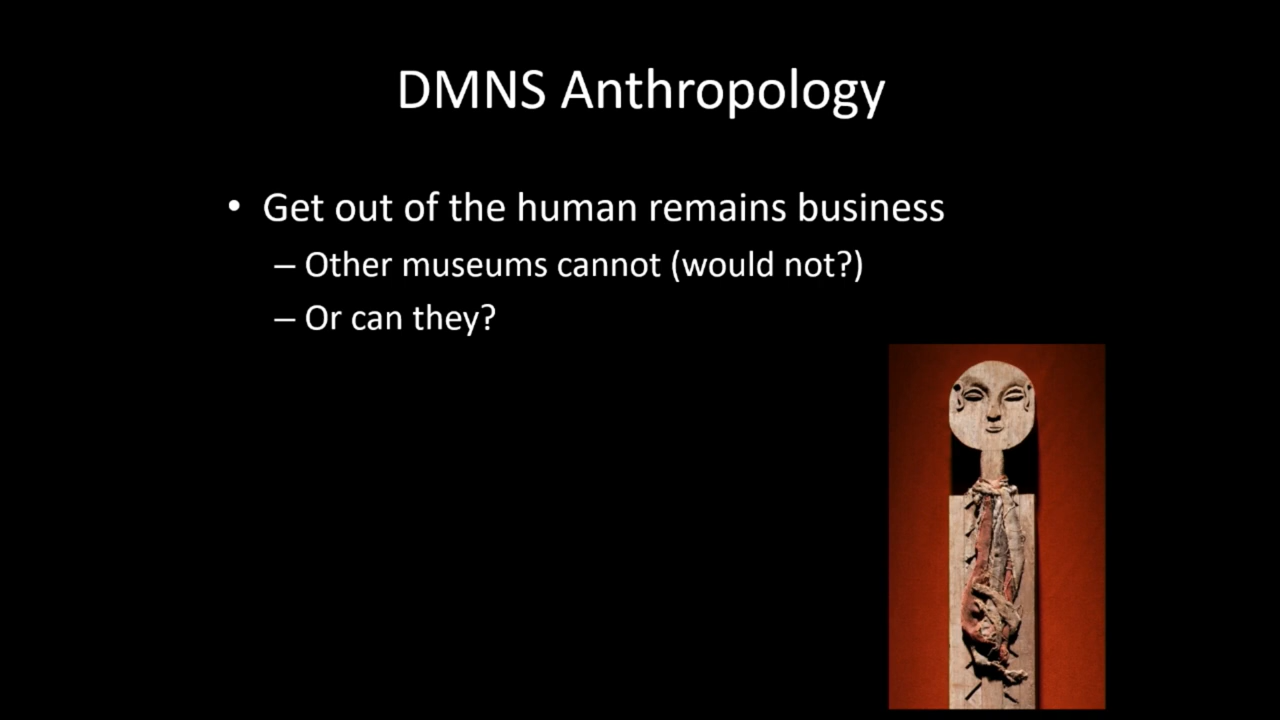 DMNS Anthropology
• Get out of the human remains business
– Other museums cannot (would not?)
– Or can they?